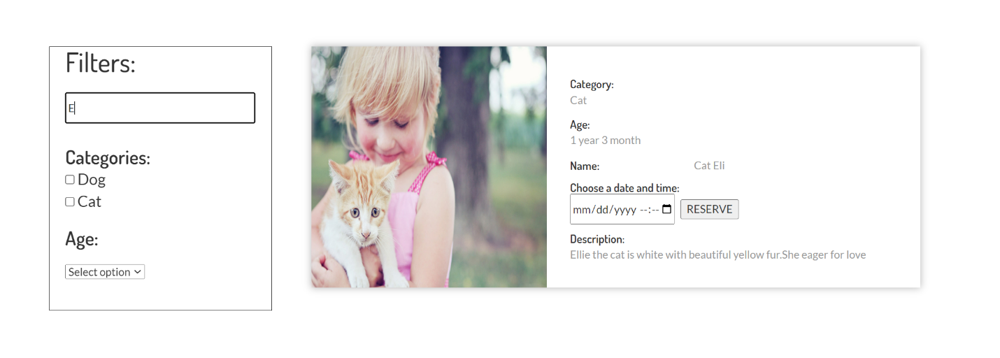 Filters:
E
Categories:
Dog
Cat
Age:
Select option
Category:
Cat
Age:
1 year 3 month
Name: Cat Eli
Choose a date and time:
mm/dd/yyyy --:-- RESERVE
Description:
Ellie the cat is white with beautiful yellow fur.She eager for love